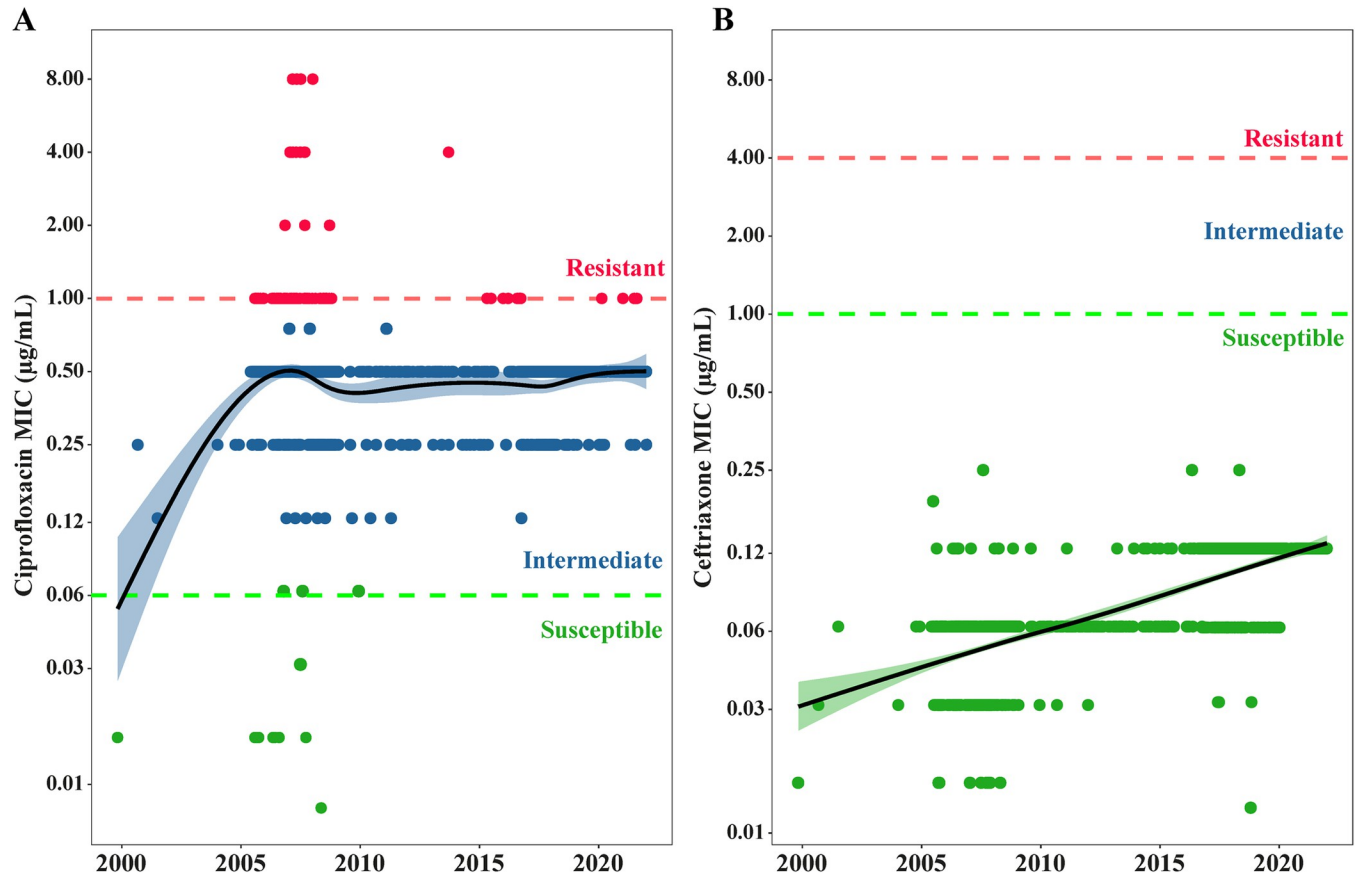 A
Ciprofloxacin MIC (µg/mL)
8.00
4.00
2.00
1.00
0.50
0.25
0.12
0.06
0.03
0.01
Resistant
Intermediate
Susceptible
2000 2005 2010 2015 2020
B
Ceftriaxone MIC (µg/mL)
8.00
4.00
2.00
1.00
0.50
0.25
0.12
0.06
0.03
0.01
Resistant
Intermediate
Susceptible
2000 2005 2010 2015 2020